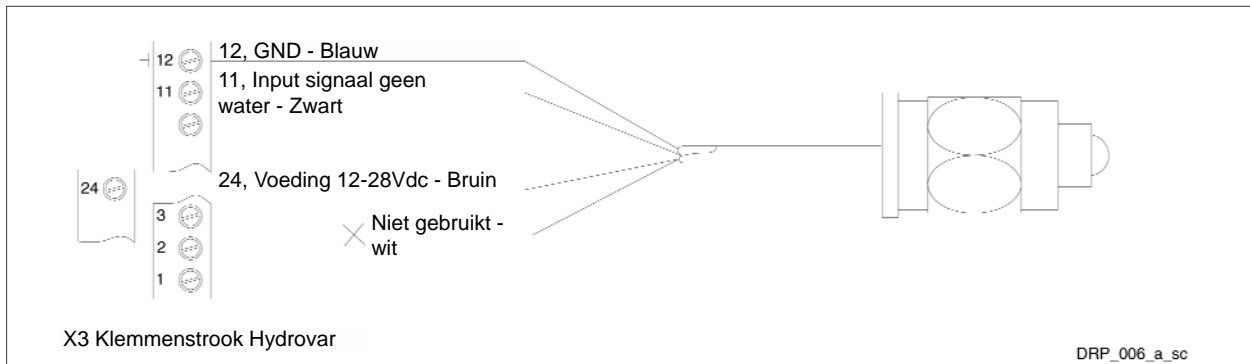 12
12, GND - Blauw
11
11, Input signaal geen
water - Zwart
24
24, Voeding 12-28Vdc - Bruin
3
Niet gebruikt -
wit
2
1
X3 Klemmenstrook Hydrovar
DRP_006_a_sc